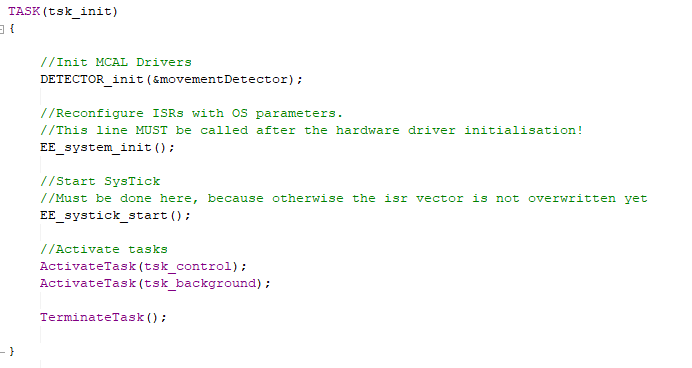 TASK(tsk_init)
{
//Init MCAL Drivers
DETECTOR_init(&movementDetector);
//Reconfigure ISRs with OS parameters.
//This line MUST be called after the hardware driver initialisation!
EE_system_init();
//Start SysTick
//Must be done here, because otherwise the isr vector is not overwritten yet
EE_systick_start();
//Activate tasks
ActivateTask(tsk_control);
ActivateTask(tsk_background);
TerminateTask();
}